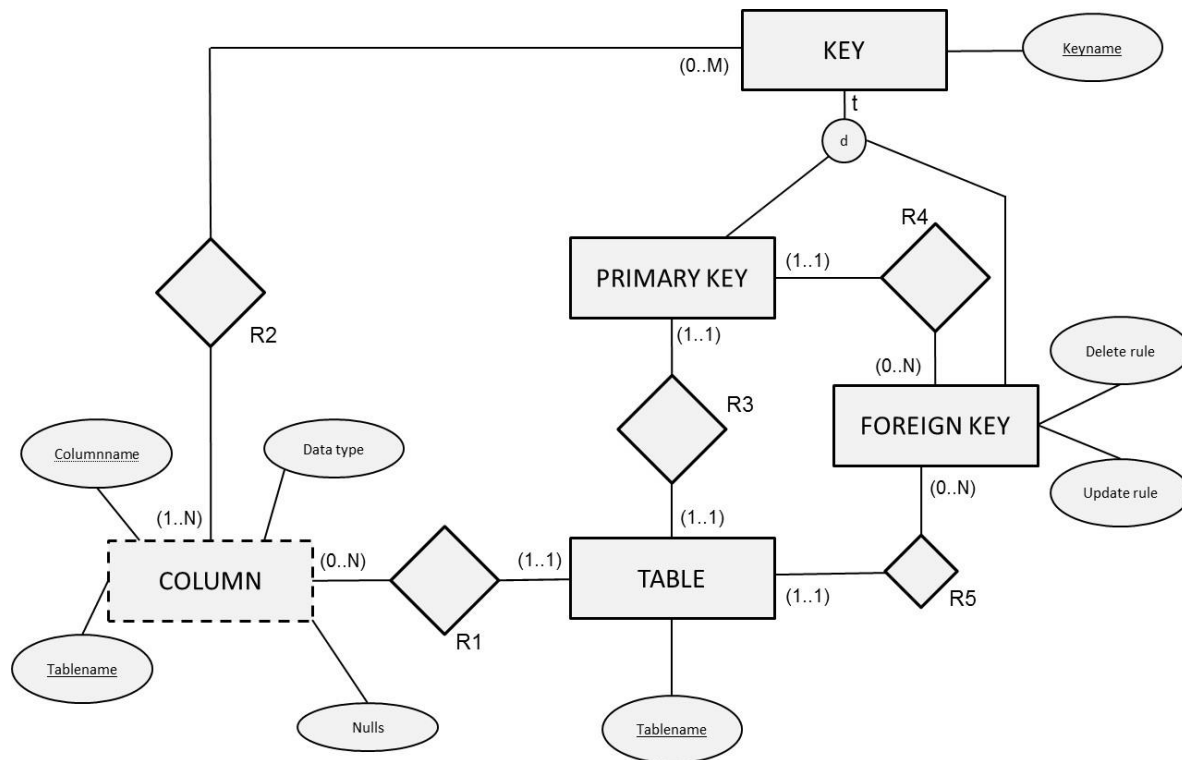 KEY
Keyname
(0..M)
t
d
R4
PRIMARY KEY
(1..1)
R2
(1..1)
Delete rule
(0..N)
R3
FOREIGN KEY
Columnname
Data type
(0..N)
Update rule
(1..N)
(1..1)
(0..N)
(1..1)
COLUMN
TABLE
(1..1)
R5
R1
Tablename
Nulls
Tablename